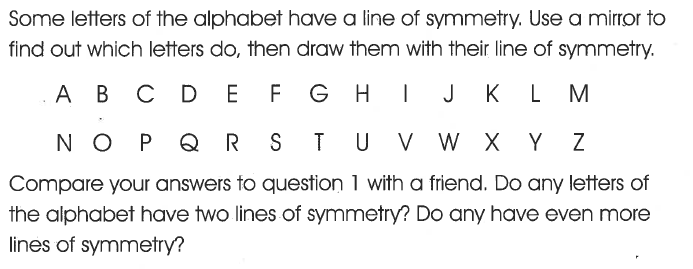 Some letters of the alphabet have a line of symmetry. Use a mirror to
find out which letters do, then draw them with their line of symmetry.
A B C D E F G H I J K L M
N O P Q R S T U V W X Y Z
Compare your answers to question 1 with a friend. Do any letters of
the alphabet have two lines of symmetry? Do any have even more
lines of symmetry?